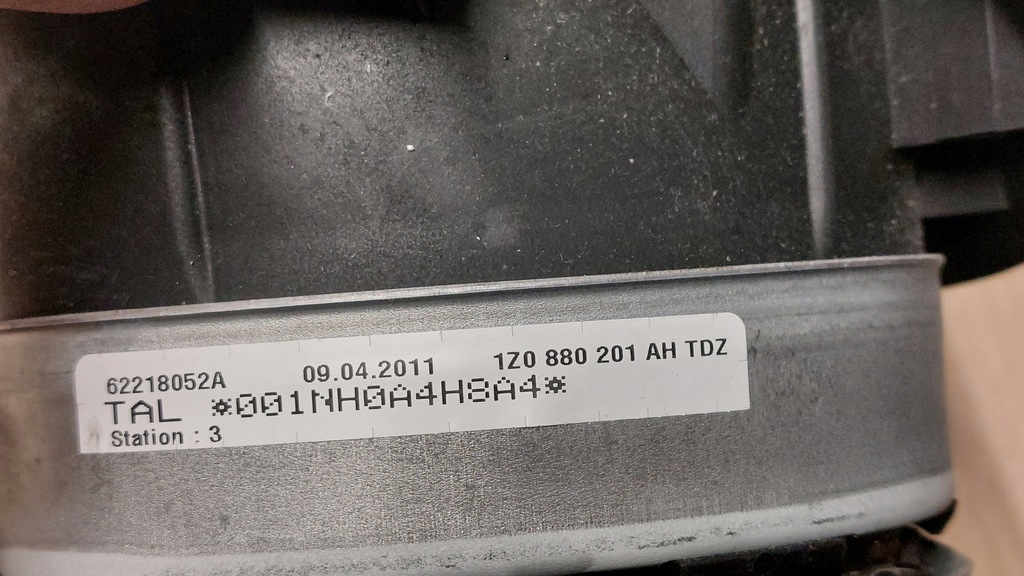 62218052A 09.04.2011 1Z0 880 201 AH TDZ
TAL *001NH0A4H8A4*
Station : 3